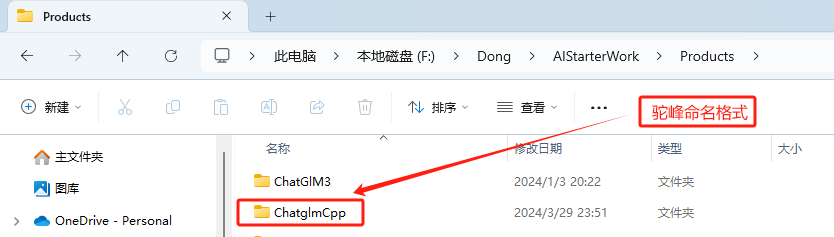 Products
此电脑 > 本地磁盘 (F:) > Dong > AIStarterWork > Products >
新建 排序 查看 ...
驼峰命名格式
名称 修改日期 类型 大小
主文件夹
图库
OneDrive - Personal
ChatGlM3 2024/1/3 20:22 文件夹
ChatglmCpp 2024/3/29 23:51 文件夹